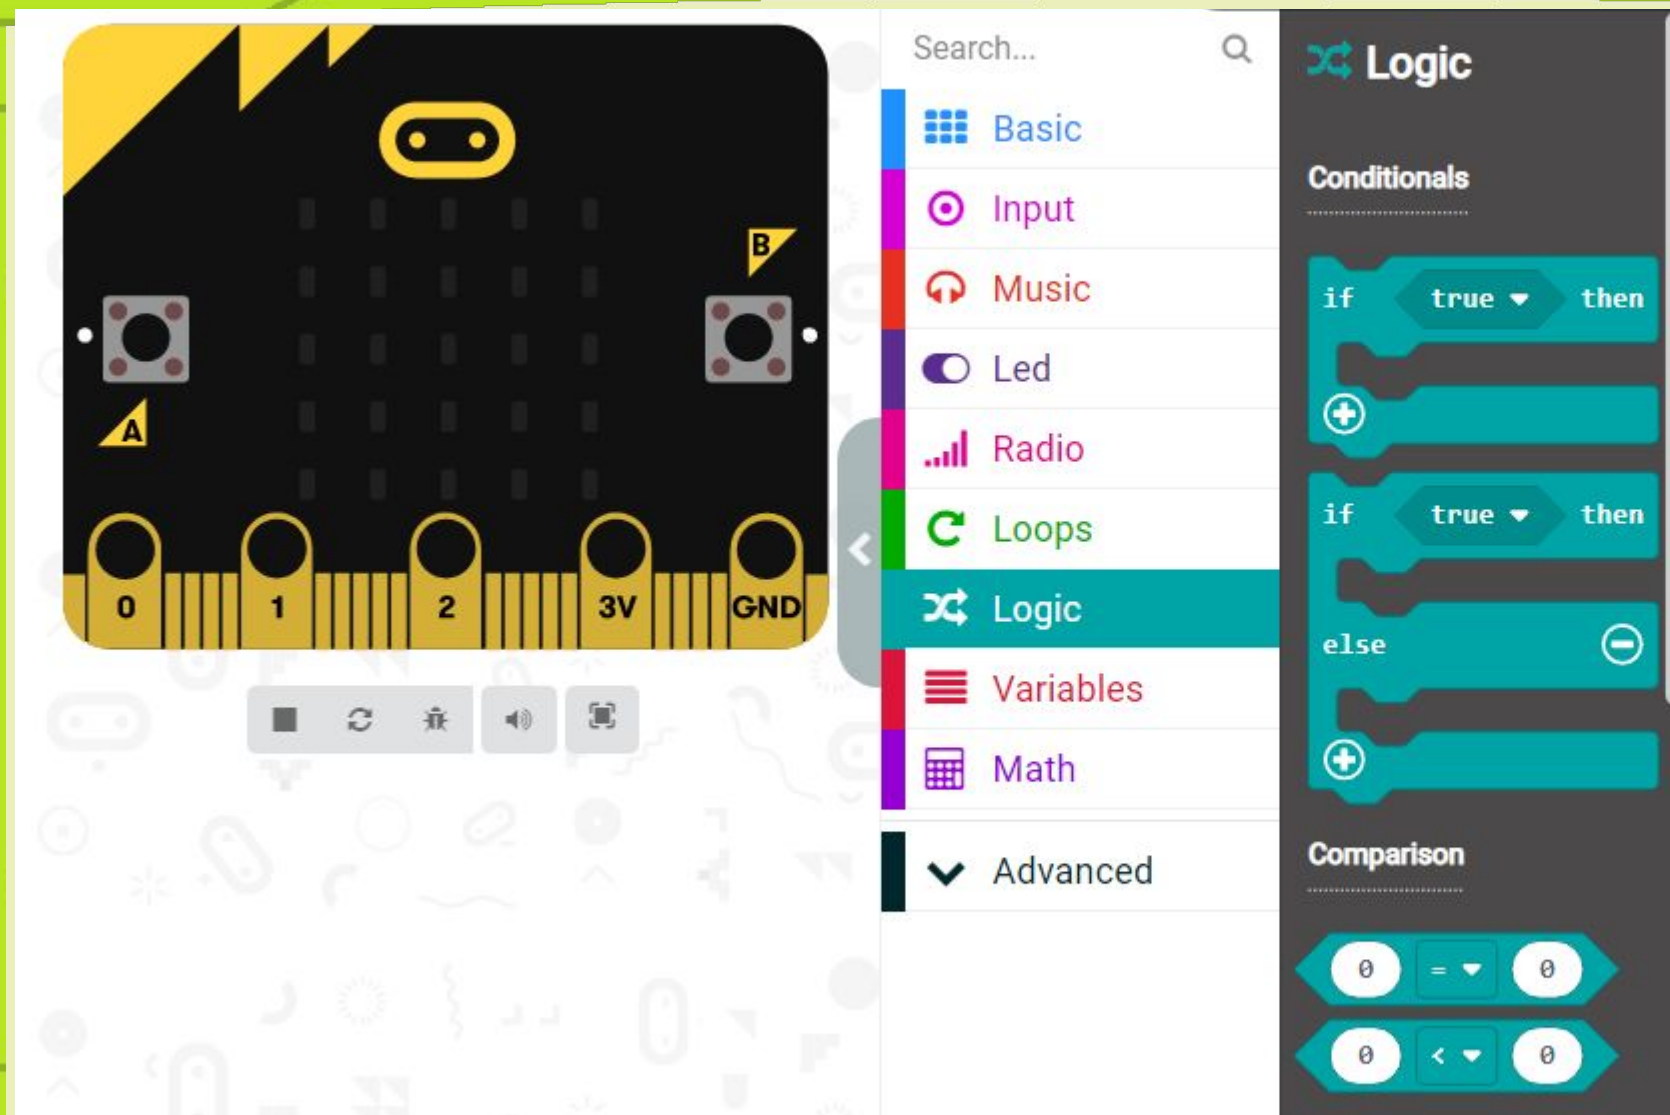 B
A
0 1 2 3V GND
Search...
Basic
Input
Music
Led
Radio
Loops
Logic
Variables
Math
Advanced
Logic
Conditionals
if true then
if true then
else
Comparison
0 = 0
0 < 0